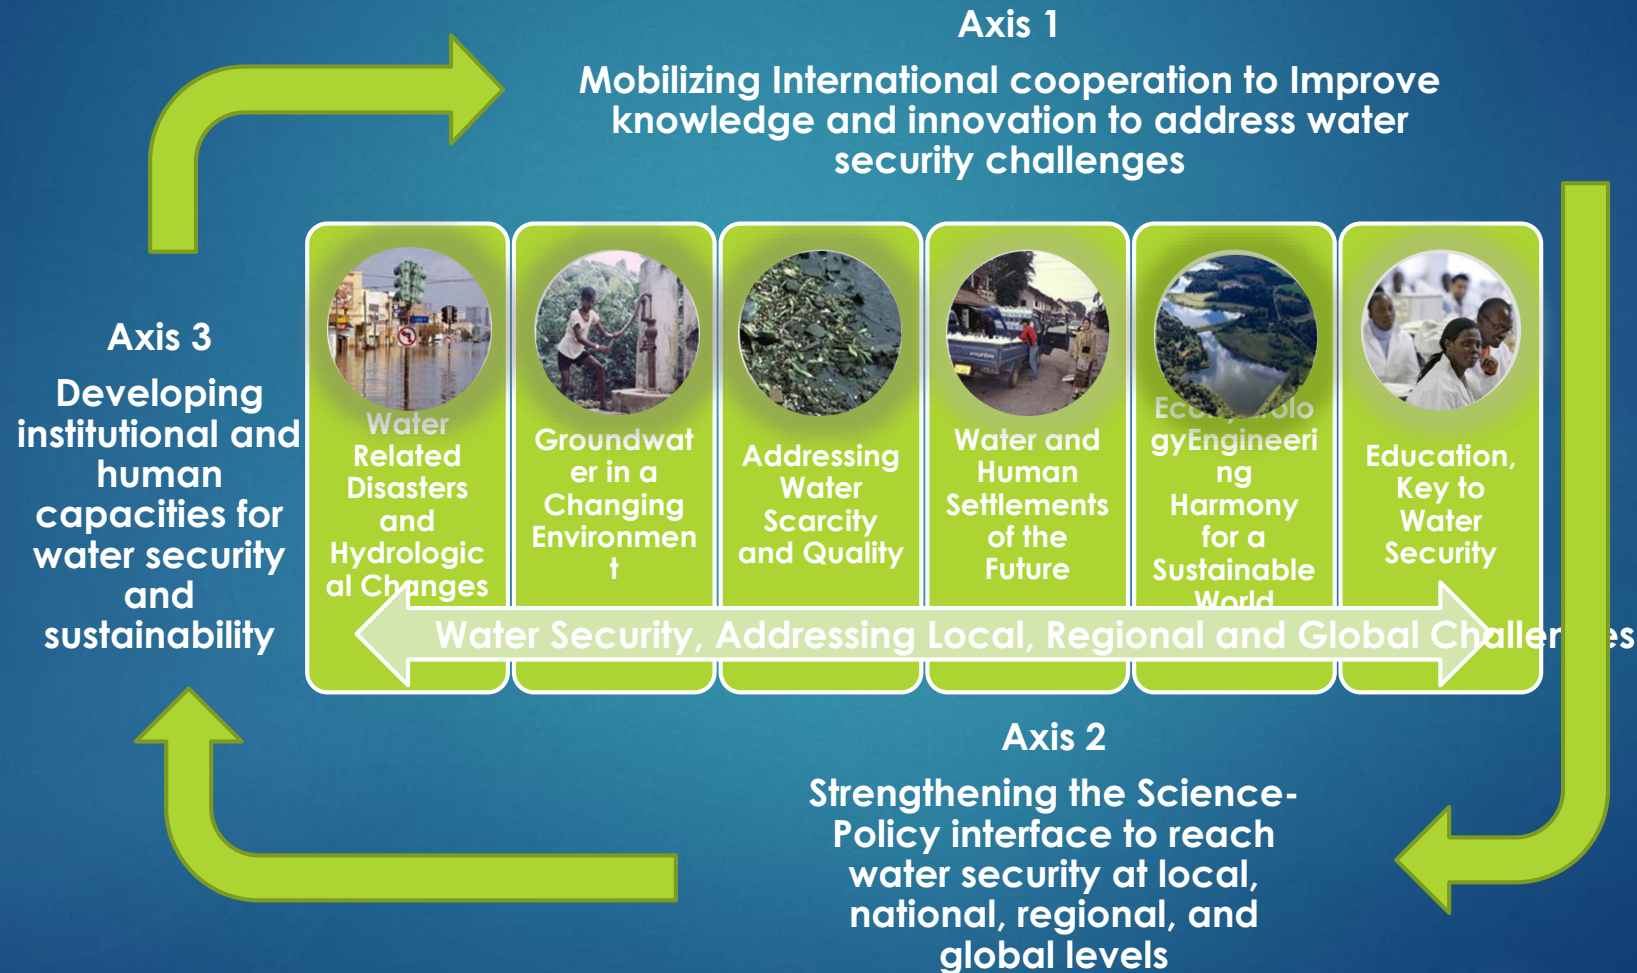 Axis 1
Mobilizing International cooperation to Improve
knowledge and innovation to address water
security challenges
Axis 3
Developing
institutional and
human
capacities for
water security
and
sustainability
Water
Related
Disasters
and
Hydrologic
al Changes
Groundwat
er in a
Changing
Environmen
t
Addressing
Water
Scarcity
and Quality
Water and
Human
Settlements
of the
Future
gyEngineeri
ng
Harmony
for a
Sustainable
World
Education,
Key to
Water
Security
Water Security, Addressing Local, Regional and Global Challenges
Axis 2
Strengthening the Science-
Policy interface to reach
water security at local,
national, regional, and
global levels